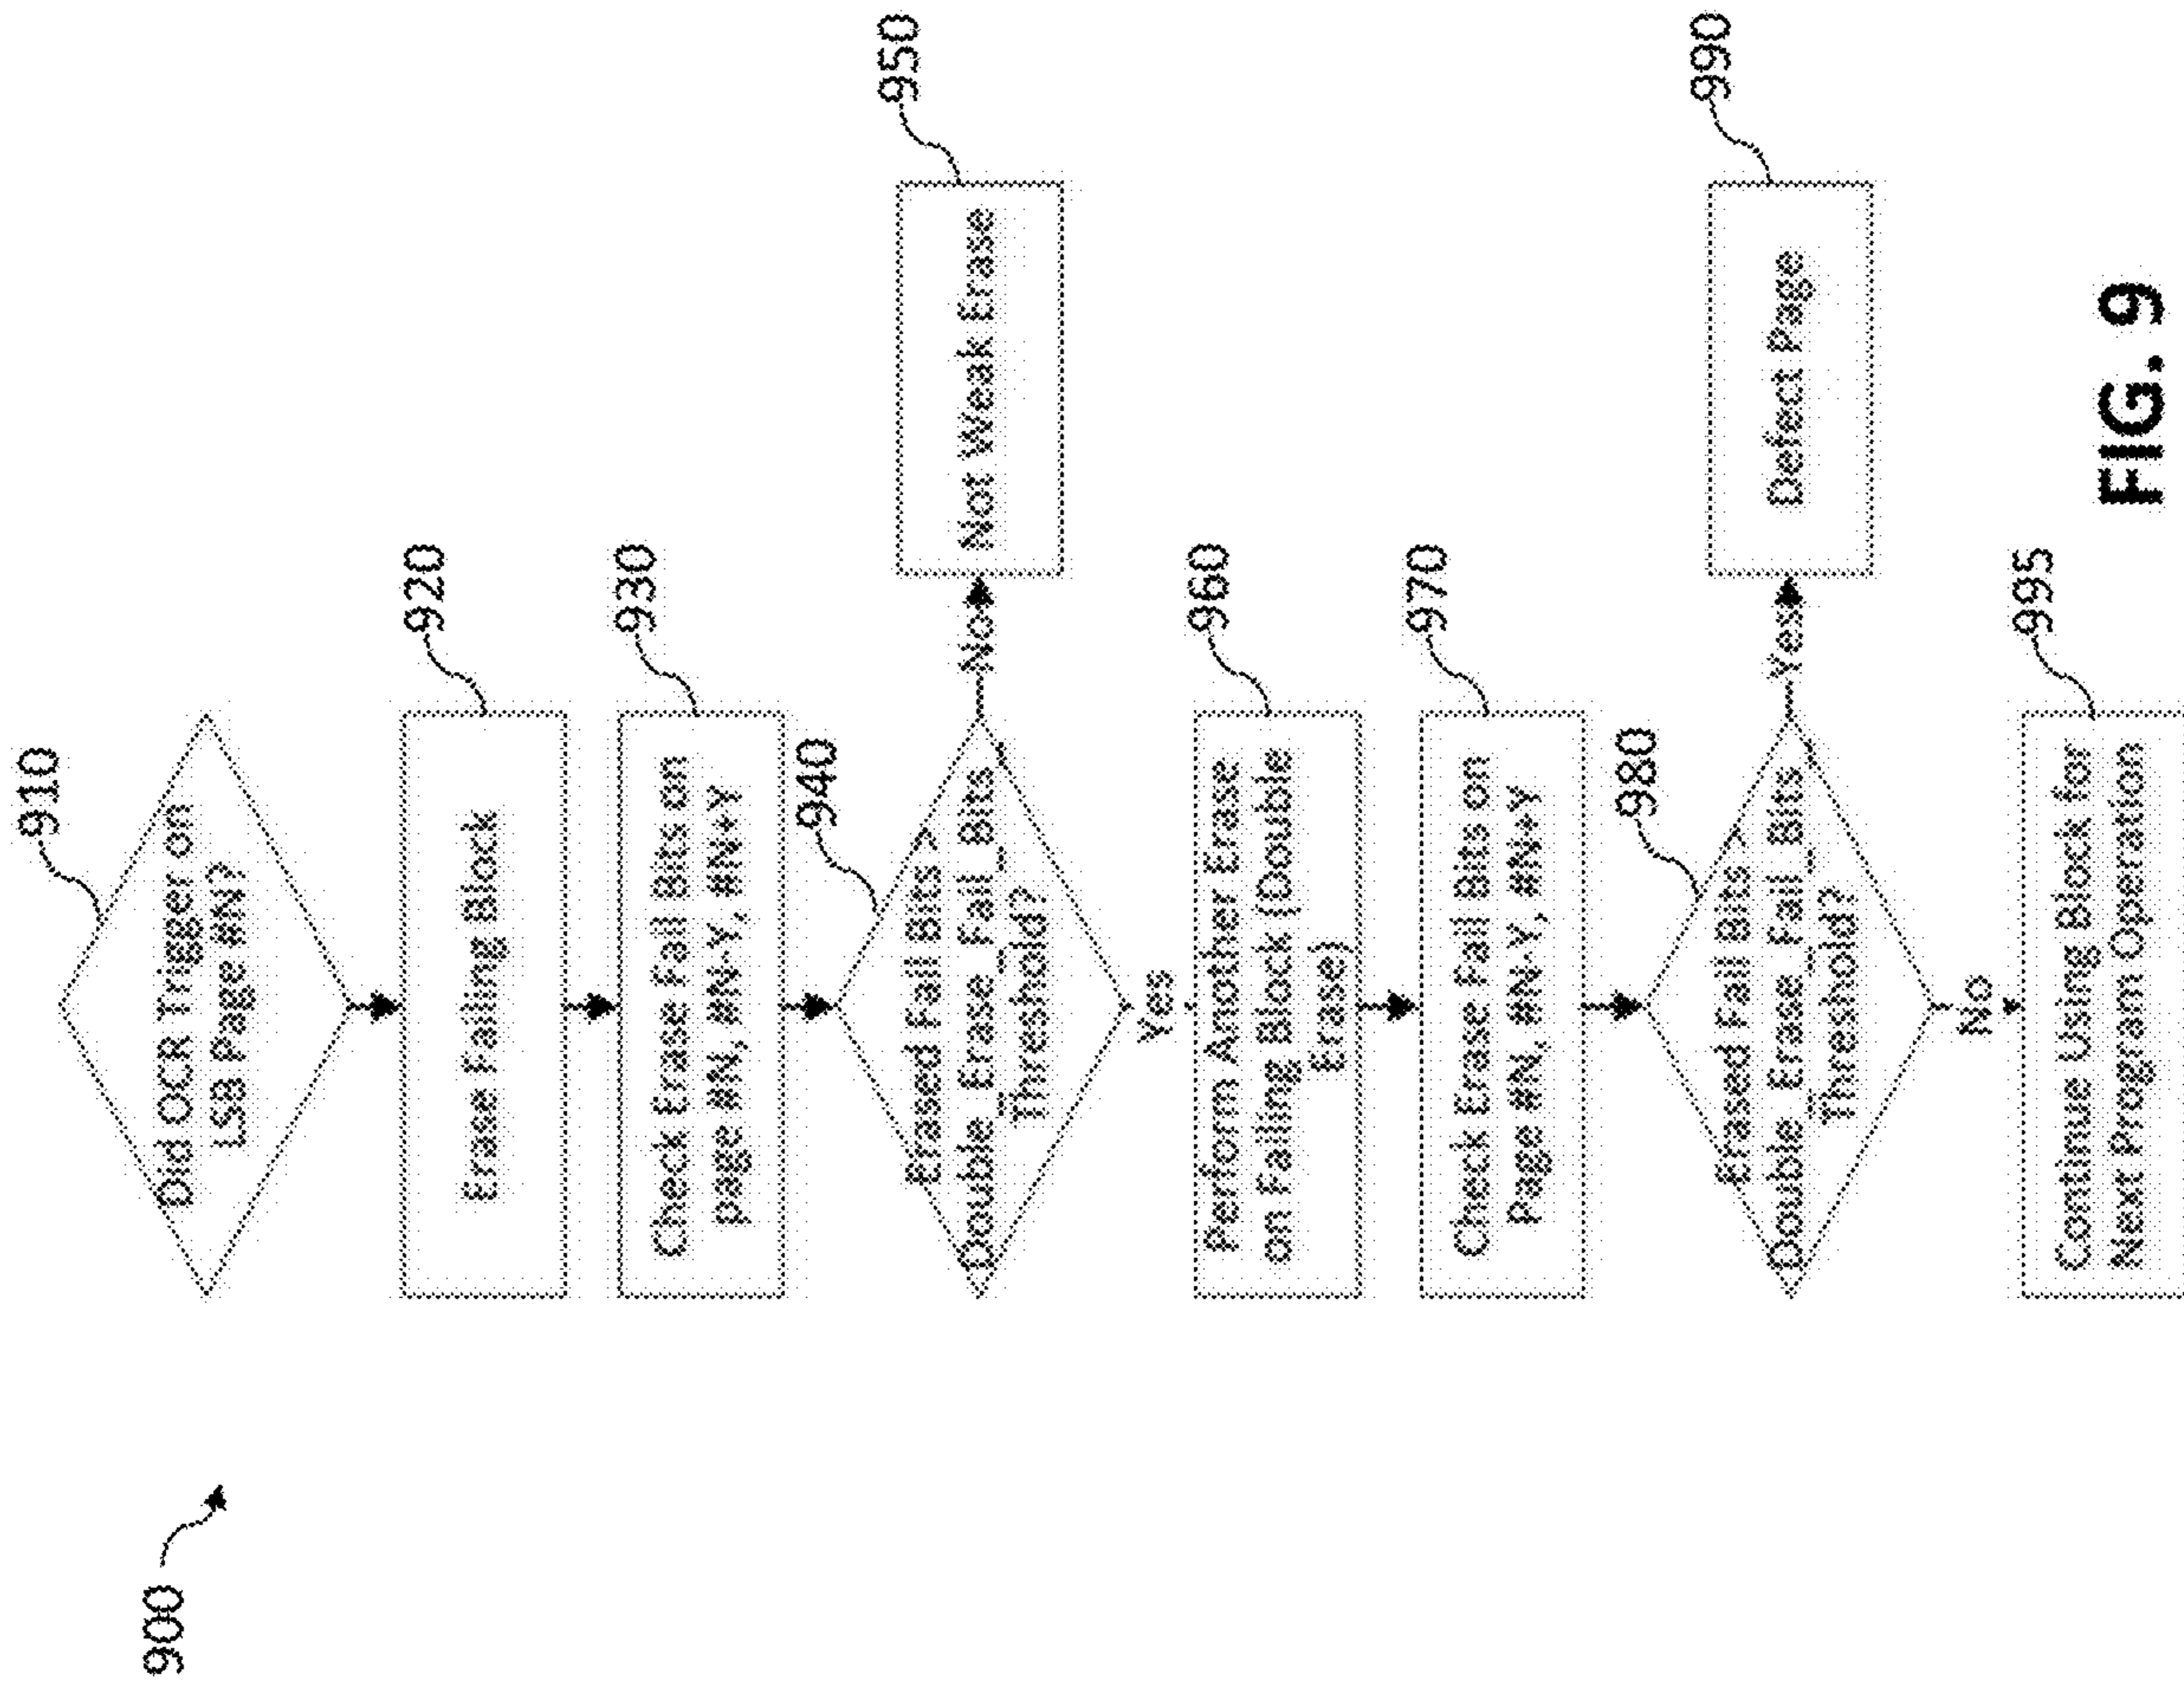 900
910
Did OCR Trigger on
LSB Page #N?
920
Erase Failing Block
930
Check Erase Fail Bits on
page #N, #N-Y, #N+Y
940
Erased Fail Bits >
Double_Erase_Fail_Bits_
Threshold?
No
950
Not Weak Erase
Yes
960
Perform Another Erase
on Failing Block (Double
Erase)
970
Check Erase Fail Bits on
Page #N, #N-Y, #N+Y
980
Erased Fail Bits >
Double_Erase_Fail_Bits_
Threshold?
Yes
990
Defect Page
No
995
Continue Using Block for
Next Program Operation
FIG. 9